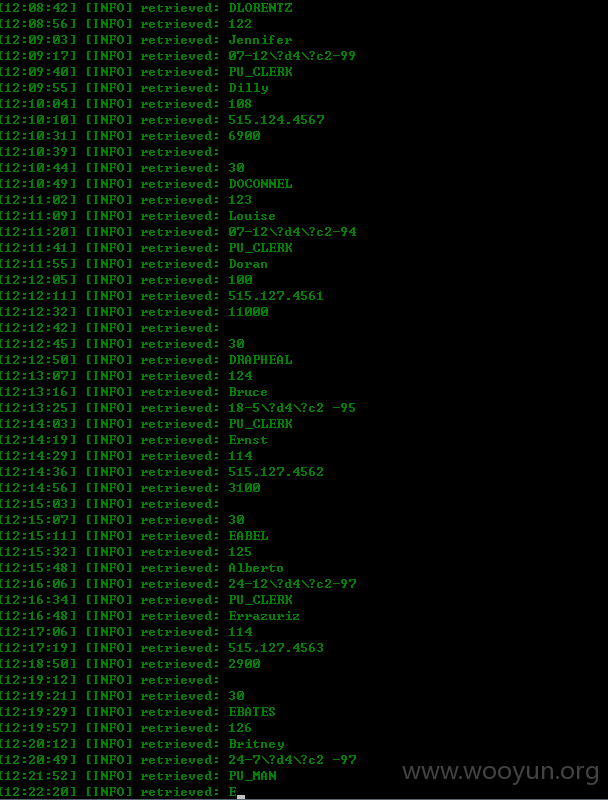 [12:08:42] [INFO] retrieved: DLORENTZ
[12:08:56] [INFO] retrieved: 122
[12:09:03] [INFO] retrieved: Jennifer
[12:09:17] [INFO] retrieved: 07-12\?d4\?c2-99
[12:09:40] [INFO] retrieved: PU_CLERK
[12:09:55] [INFO] retrieved: Dilly
[12:10:04] [INFO] retrieved: 108
[12:10:10] [INFO] retrieved: 515.124.4567
[12:10:31] [INFO] retrieved: 6900
[12:10:39] [INFO] retrieved:
[12:10:44] [INFO] retrieved: 30
[12:10:49] [INFO] retrieved: DOCONNEL
[12:11:02] [INFO] retrieved: 123
[12:11:09] [INFO] retrieved: Louise
[12:11:20] [INFO] retrieved: 07-12\?d4\?c2-94
[12:11:41] [INFO] retrieved: PU_CLERK
[12:11:55] [INFO] retrieved: Doran
[12:12:05] [INFO] retrieved: 100
[12:12:11] [INFO] retrieved: 515.127.4561
[12:12:32] [INFO] retrieved: 11000
[12:12:42] [INFO] retrieved:
[12:12:45] [INFO] retrieved: 30
[12:12:50] [INFO] retrieved: DRAPHEAL
[12:13:07] [INFO] retrieved: 124
[12:13:16] [INFO] retrieved: Bruce
[12:13:25] [INFO] retrieved: 18-5\?d4\?c2 -95
[12:14:03] [INFO] retrieved: PU_CLERK
[12:14:19] [INFO] retrieved: Ernst
[12:14:29] [INFO] retrieved: 114
[12:14:36] [INFO] retrieved: 515.127.4562
[12:14:56] [INFO] retrieved: 3100
[12:15:03] [INFO] retrieved:
[12:15:07] [INFO] retrieved: 30
[12:15:11] [INFO] retrieved: EABEL
[12:15:32] [INFO] retrieved: 125
[12:15:48] [INFO] retrieved: Alberto
[12:16:06] [INFO] retrieved: 24-12\?d4\?c2-97
[12:16:34] [INFO] retrieved: PU_CLERK
[12:16:48] [INFO] retrieved: Errazuriz
[12:17:06] [INFO] retrieved: 114
[12:17:19] [INFO] retrieved: 515.127.4563
[12:18:50] [INFO] retrieved: 2900
[12:19:12] [INFO] retrieved:
[12:19:21] [INFO] retrieved: 30
[12:19:29] [INFO] retrieved: EBATES
[12:19:57] [INFO] retrieved: 126
[12:20:12] [INFO] retrieved: Britney
[12:20:49] [INFO] retrieved: 24-7\?d4\?c2 -97
[12:21:52] [INFO] retrieved: PU_MAN
[12:22:20] [INFO] retrieved: E_
www.wooyun.org